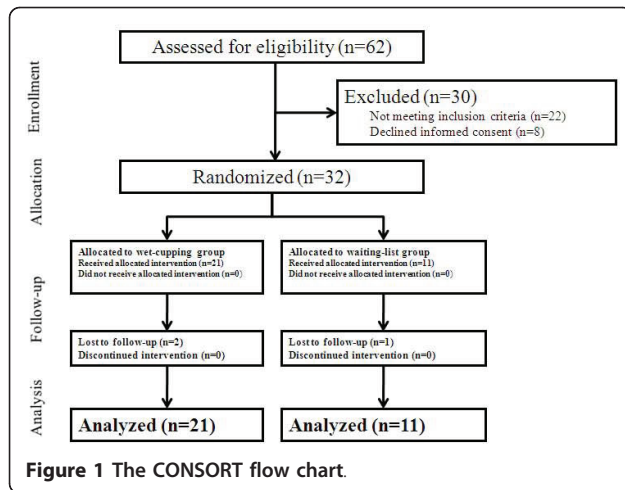 Assessed for eligibility (n=62)
Enrollment
Excluded (n=30)
Not meeting inclusion criteria (n=22)
Declined informed consent (n=8)
Allocation
Randomized (n=32)
Allocated to wet-cupping group
Received allocated intervention (n=21)
Did not receive allocated intervention (n=0)
Allocated to waiting-list group
Received allocated intervention (n=11)
Did not receive allocated intervention (n=0)
Follow-up
Lost to follow-up (n=2)
Discontinued intervention (n=0)
Lost to follow-up (n=1)
Discontinued intervention (n=0)
Analysis
Analyzed (n=21)
Analyzed (n=11)
Figure 1 The CONSORT flow chart.